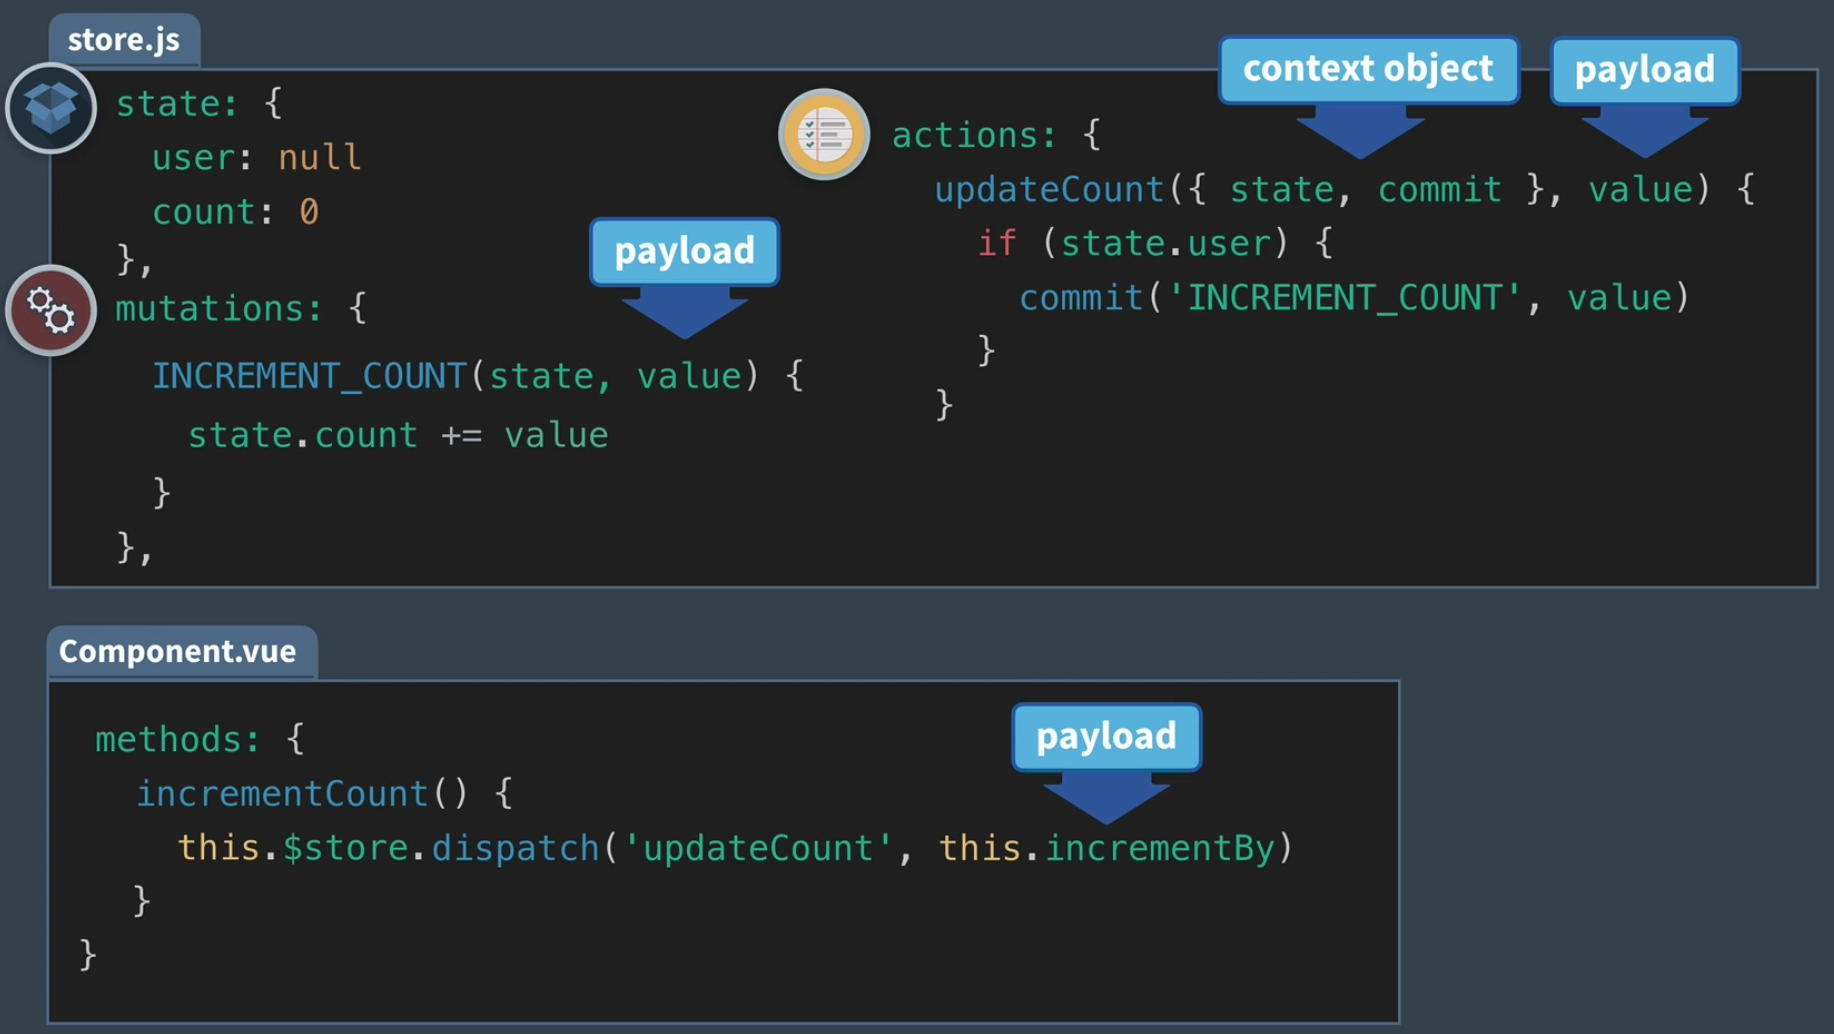 store.js
state: {
user: null
count: 0
},
mutations: {
payload
INCREMENT_COUNT(state, value) {
state.count += value
}
},
context object
payload
actions: {
updateCount({ state, commit }, value) {
if (state.user) {
commit('INCREMENT_COUNT', value)
}
}
Component.vue
methods: {
incrementCount() {
payload
this.$store.dispatch('updateCount', this.incrementBy)
}
}